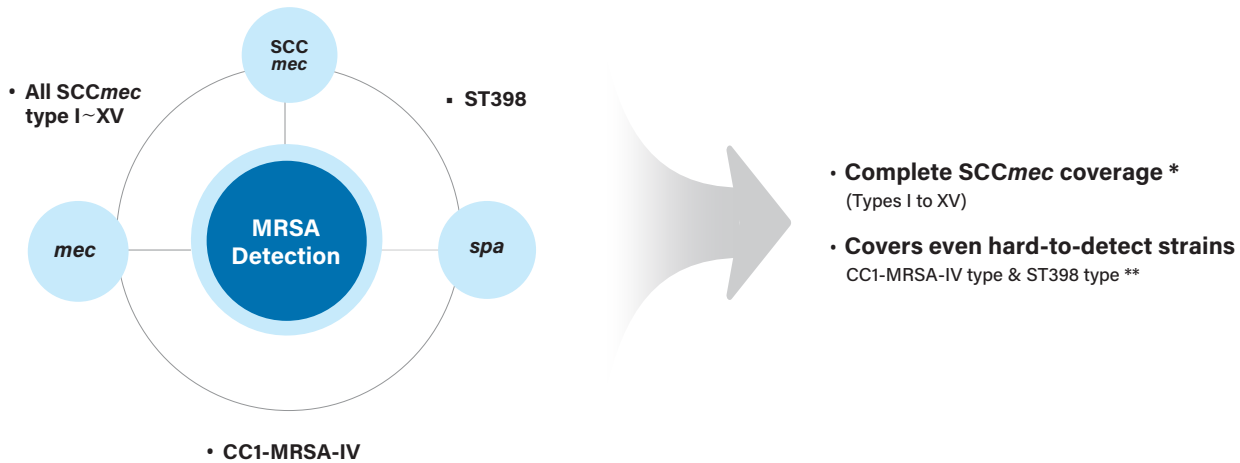 SCC
mec
• All SCCmec
type I~XV
▪ ST398
MRSA
Detection
mec
spa
• CC1-MRSA-IV
• Complete SCCmec coverage *
(Types I to XV)
• Covers even hard-to-detect strains
CC1-MRSA-IV type & ST398 type **